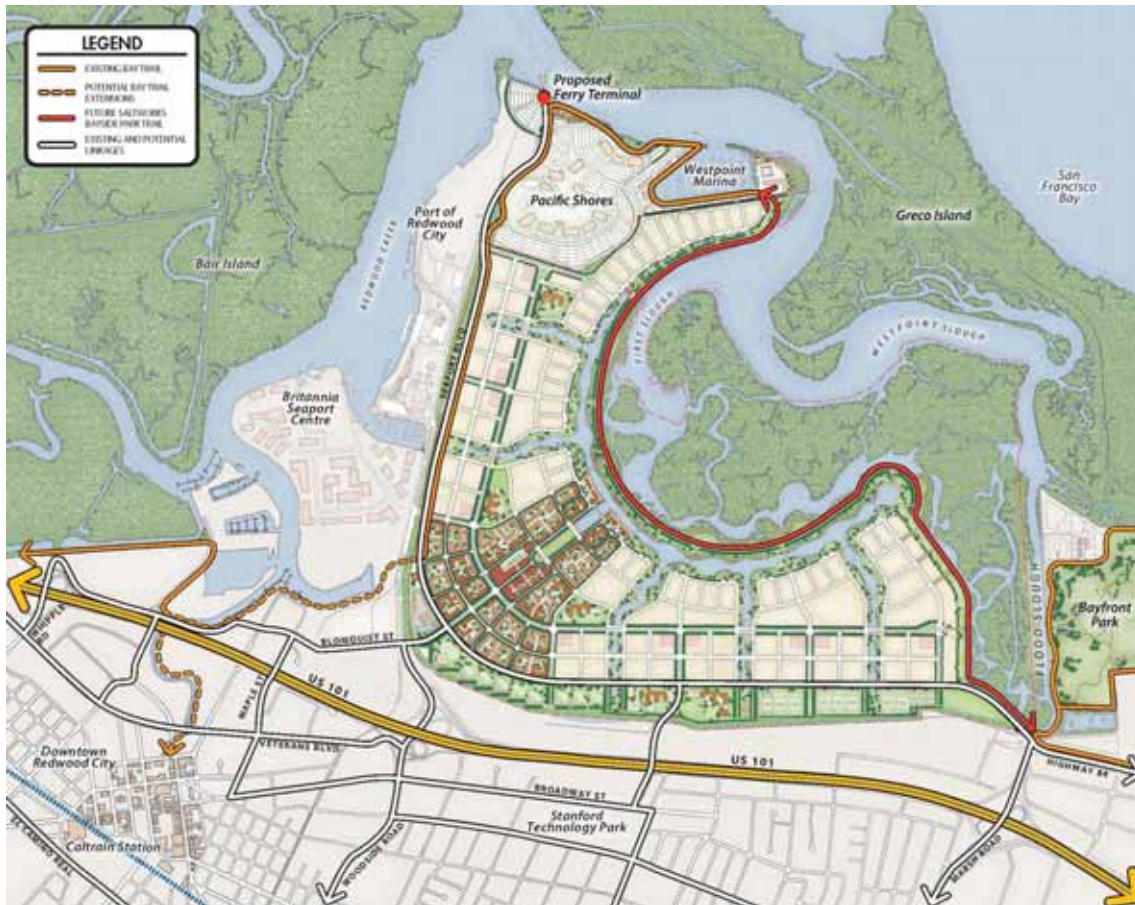 LEGEND
EXISTING BAY TRAIL
POTENTIAL BAY TRAIL
EXTENSIONS
FUTURE SALTWORKS
BAYSIDE PARK TRAIL
EXISTING AND POTENTIAL
LINKAGES
Proposed
Ferry Terminal
Westpoint
Marina
Pacific Shores
San
Francisco
Bay
Greco Island
Port of
Redwood
City
Bair Island
REDWOOD CREEK
FIRST SLOUGH
WESTPOINT SLOUGH
SEAPORT BLVD
Britannia
Seaport
Centre
FLOOD SLOUGH
Bayfront
Park
WHIPPLE
RD
BLOMQUIST ST
MAPLE ST
US 101
VETERANS BLVD
US 101
HIGHWAY 84
Downtown
Redwood City
BROADWAY ST
Stanford
Technology Park
Caltrain Station
EL CAMINO REAL
WOODSIDE ROAD
MARSH ROAD